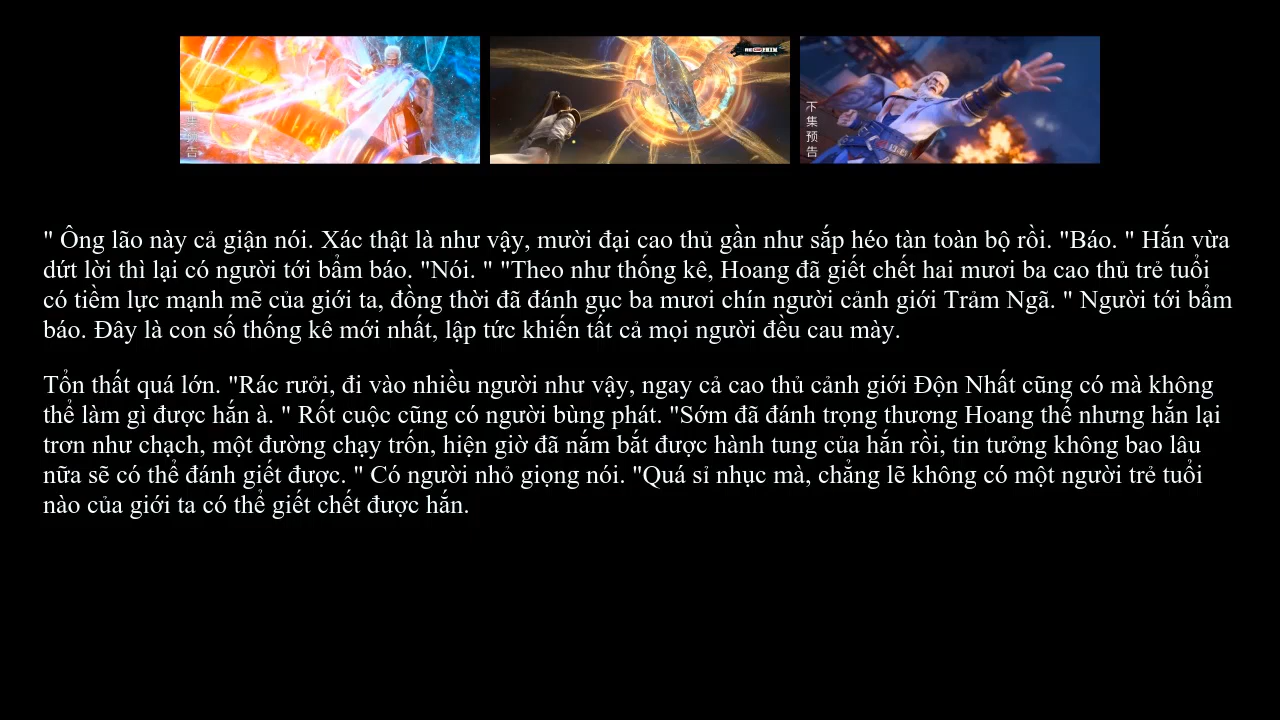 下集预告
下集预告
" Ông lão này cả giận nói. Xác thật là như vậy, mười đại cao thủ gần như sắp héo tàn toàn bộ rồi. "Báo. " Hắn vừa
dứt lời thì lại có người tới bẩm báo. "Nói. " "Theo như thống kê, Hoang đã giết chết hai mươi ba cao thủ trẻ tuổi
có tiềm lực mạnh mẽ của giới ta, đồng thời đã đánh gục ba mươi chín người cảnh giới Trảm Ngã. " Người tới bẩm
báo. Đây là con số thống kê mới nhất, lập tức khiến tất cả mọi người đều cau mày.
Tổn thất quá lớn. "Rác rưởi, đi vào nhiều người như vậy, ngay cả cao thủ cảnh giới Độn Nhất cũng có mà không
thể làm gì được hắn à. " Rốt cuộc cũng có người bùng phát. "Sớm đã đánh trọng thương Hoang thế nhưng hắn lại
trơn như chạch, một đường chạy trốn, hiện giờ đã nắm bắt được hành tung của hắn rồi, tin tưởng không bao lâu
nữa sẽ có thể đánh giết được. " Có người nhỏ giọng nói. "Quá sỉ nhục mà, chẳng lẽ không có một người trẻ tuổi
nào của giới ta có thể giết chết được hắn.